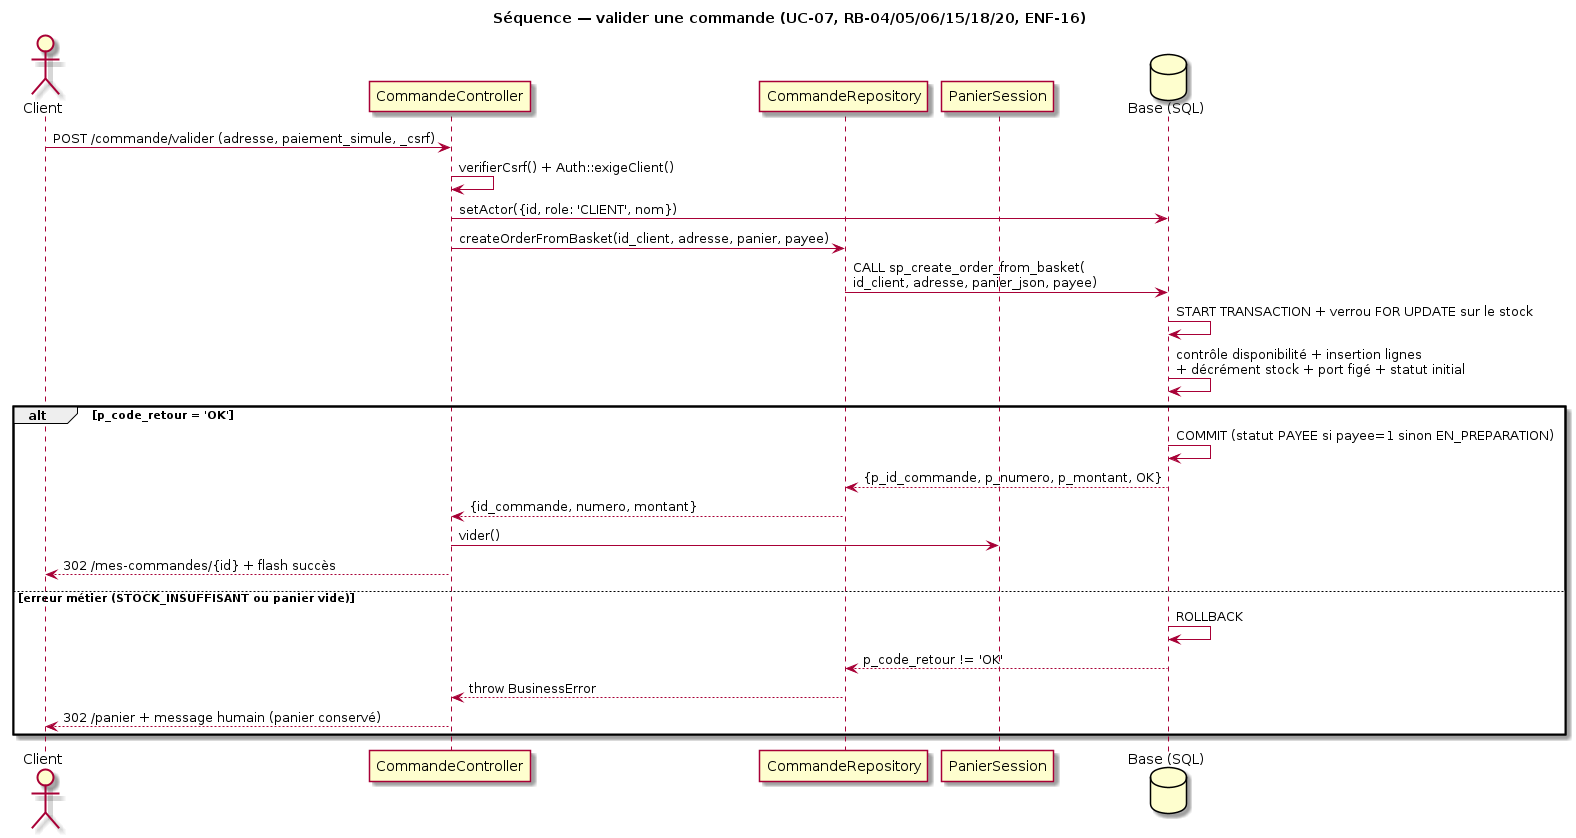 Séquence — valider une commande (UC-07, RB-04/05/06/15/18/20, ENF-16)
Client
CommandeController
CommandeRepository
PanierSession
Base (SQL)
POST /commande/valider (adresse, paiement_simule, _csrf)
verifierCsrf() + Auth::exigeClient()
setActor({id, role: 'CLIENT', nom})
createOrderFromBasket(id_client, adresse, panier, payee)
CALL sp_create_order_from_basket(
id_client, adresse, panier_json, payee)
START TRANSACTION + verrou FOR UPDATE sur le stock
contrôle disponibilité + insertion lignes
+ décrément stock + port figé + statut initial
alt
[p_code_retour = 'OK']
COMMIT (statut PAYEE si payee=1 sinon EN_PREPARATION)
{p_id_commande, p_numero, p_montant, OK}
{id_commande, numero, montant}
vider()
302 /mes-commandes/{id} + flash succès
[erreur métier (STOCK_INSUFFISANT ou panier vide)]
ROLLBACK
p_code_retour != 'OK'
throw BusinessError
302 /panier + message humain (panier conservé)
Client
CommandeController
CommandeRepository
PanierSession
Base (SQL)